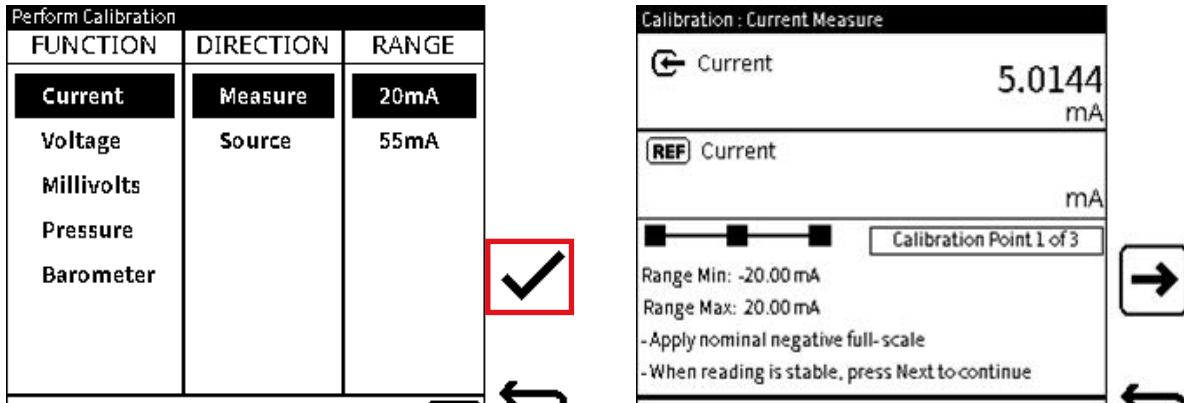 Perform Calibration
FUNCTION DIRECTION RANGE
Current Measure 20mA
Voltage Source 55mA
Millivolts
Pressure
Barometer
Calibration : Current Measure
Current
5.0144
mA
REF Current
mA
Calibration Point 1 of 3
Range Min: -20.00 mA
Range Max: 20.00 mA
- Apply nominal negative full-scale
- When reading is stable, press Next to continue